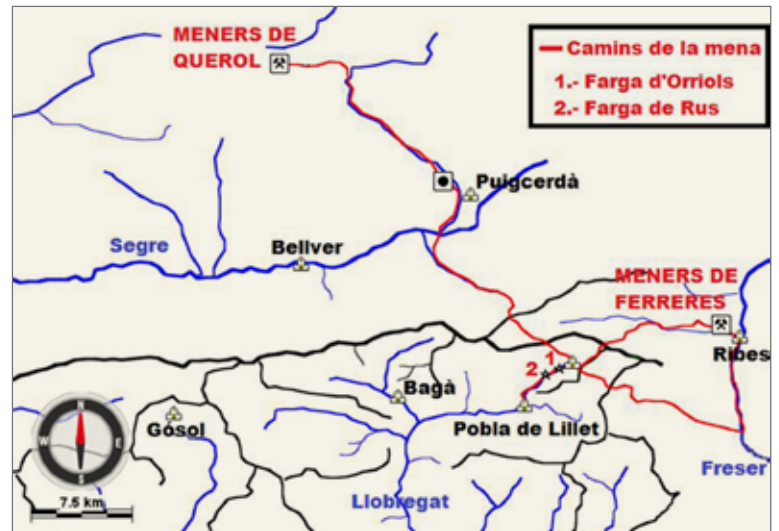 MENERS DE
QUEROL
Camins de la mena
1.- Farga d'Orriols
2.- Farga de Rus
Puigcerdà
Segre
Bellver
MENERS DE
FERRERES
Ribes
1
2
Bagà
Gósol
Pobla de Lillet
Freser
Llobregat
N
W
E
S
7.5 km